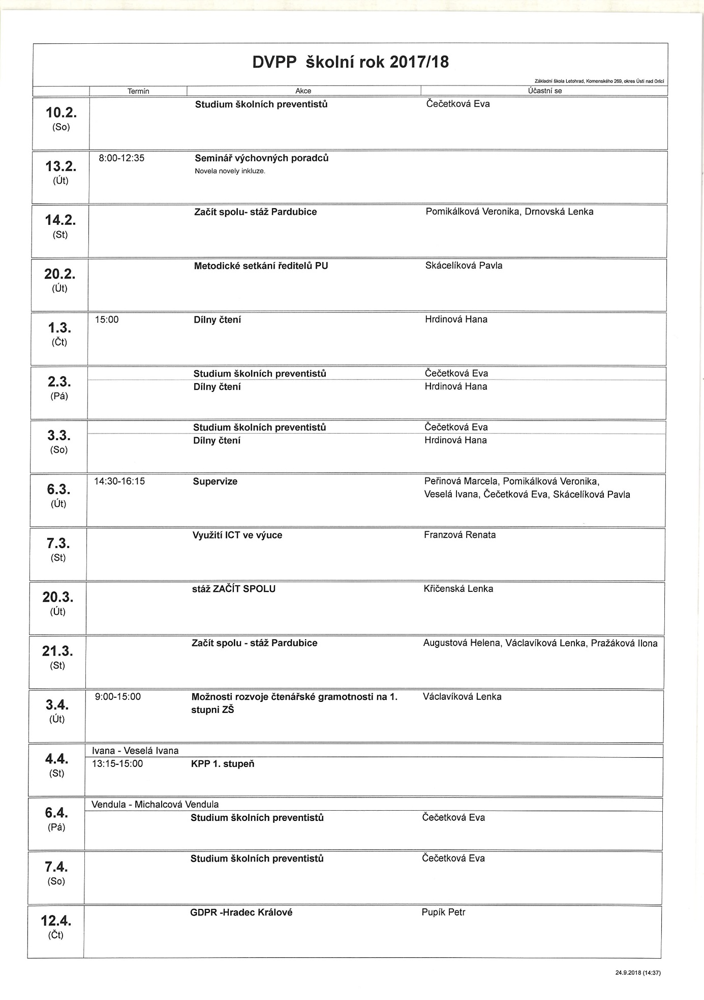 DVPP školní rok 2017/18
Základní škola Letohrad, Komenského 269, okres Ústí nad Orlicí
Termín Akce Účastní se
10.2. (So) Studium školních preventistů Čečetková Eva
13.2. (Út) 8:00-12:35 Seminář výchovných poradců
Novela novely inkluze.
14.2. (St) Začít spolu- stáž Pardubice Pomikálková Veronika, Drnovská Lenka
20.2. (Út) Metodické setkání ředitelů PU Skácelíková Pavla
1.3. (Čt) 15:00 Dílny čtení Hrdinová Hana
2.3. (Pá) Studium školních preventistů Čečetková Eva
Dílny čtení Hrdinová Hana
3.3. (So) Studium školních preventistů Čečetková Eva
Dílny čtení Hrdinová Hana
6.3. (Út) 14:30-16:15 Supervize Peřinová Marcela, Pomikálková Veronika,
Veselá Ivana, Čečetková Eva, Skácelíková Pavla
7.3. (St) Využití ICT ve výuce Franzová Renata
20.3. (Út) stáž ZAČÍT SPOLU Křičenská Lenka
21.3. (St) Začít spolu - stáž Pardubice Augustová Helena, Václavíková Lenka, Pražáková Ilona
3.4. (Út) 9:00-15:00 Možnosti rozvoje čtenářské gramotnosti na 1. Václavíková Lenka
stupni ZŠ
4.4. (St) Ivana - Veselá Ivana
13:15-15:00 KPP 1. stupeň
6.4. (Pá) Vendula - Michalcová Vendula
Studium školních preventistů Čečetková Eva
7.4. (So) Studium školních preventistů Čečetková Eva
12.4. (Čt) GDPR -Hradec Králové Pupík Petr
24.9.2018 (14:37)